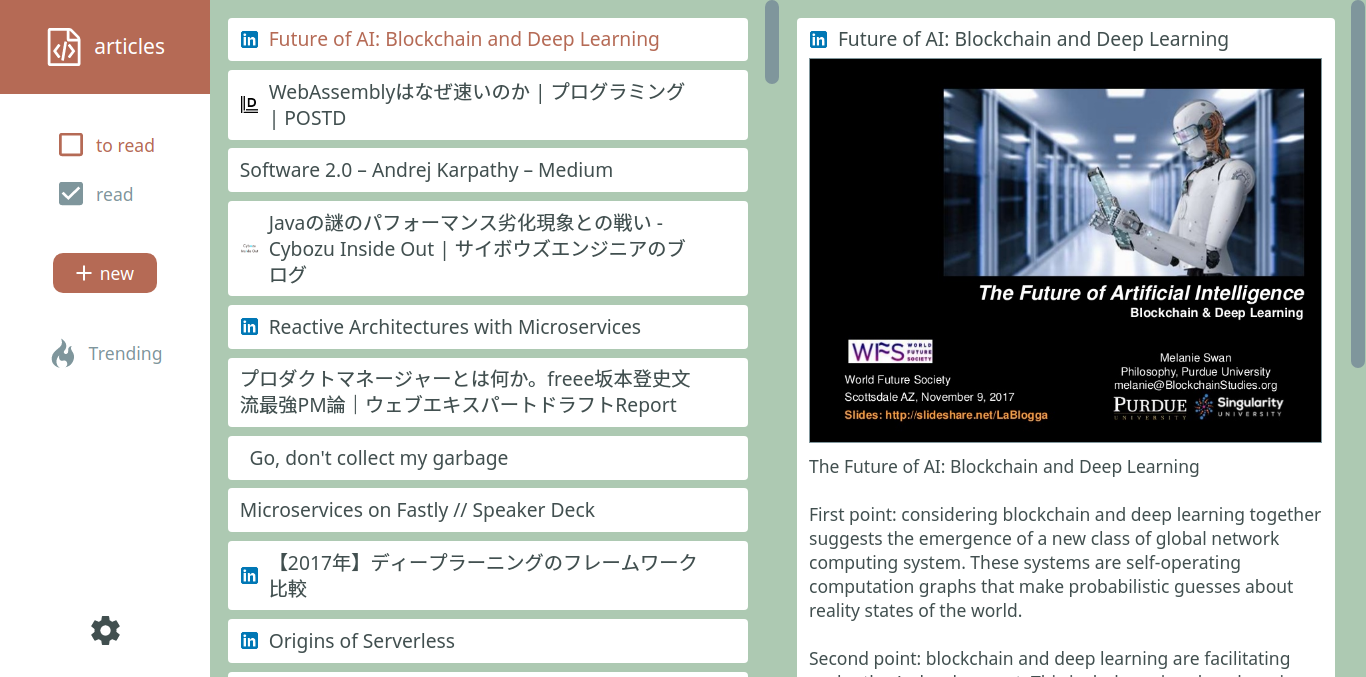 articles
to read
read
new
Trending
Future of AI: Blockchain and Deep Learning
WebAssemblyはなぜ速いのか | プログラミング
| POSTD
Software 2.0 – Andrej Karpathy – Medium
Javaの謎のパフォーマンス劣化現象との戦い -
Cybozu Inside Out | サイボウズエンジニアのブ
ログ
Reactive Architectures with Microservices
プロダクトマネージャーとは何か。freee坂本登史文
流最強PM論｜ウェブエキスパートドラフトReport
Go, don't collect my garbage
Microservices on Fastly // Speaker Deck
【2017年】ディープラーニングのフレームワーク
比較
Origins of Serverless
Future of AI: Blockchain and Deep Learning
The Future of Artificial Intelligence
Blockchain & Deep Learning
WFS WORLD FUTURE SOCIETY
World Future Society
Scottsdale AZ, November 9, 2017
Slides: http://slideshare.net/LaBlogga
Melanie Swan
Philosophy, Purdue University
melanie@BlockchainStudies.org
PURDUE UNIVERSITY
Singularity UNIVERSITY
The Future of AI: Blockchain and Deep Learning
First point: considering blockchain and deep learning together
suggests the emergence of a new class of global network
computing system. These systems are self-operating
computation graphs that make probabilistic guesses about
reality states of the world.
Second point: blockchain and deep learning are facilitating